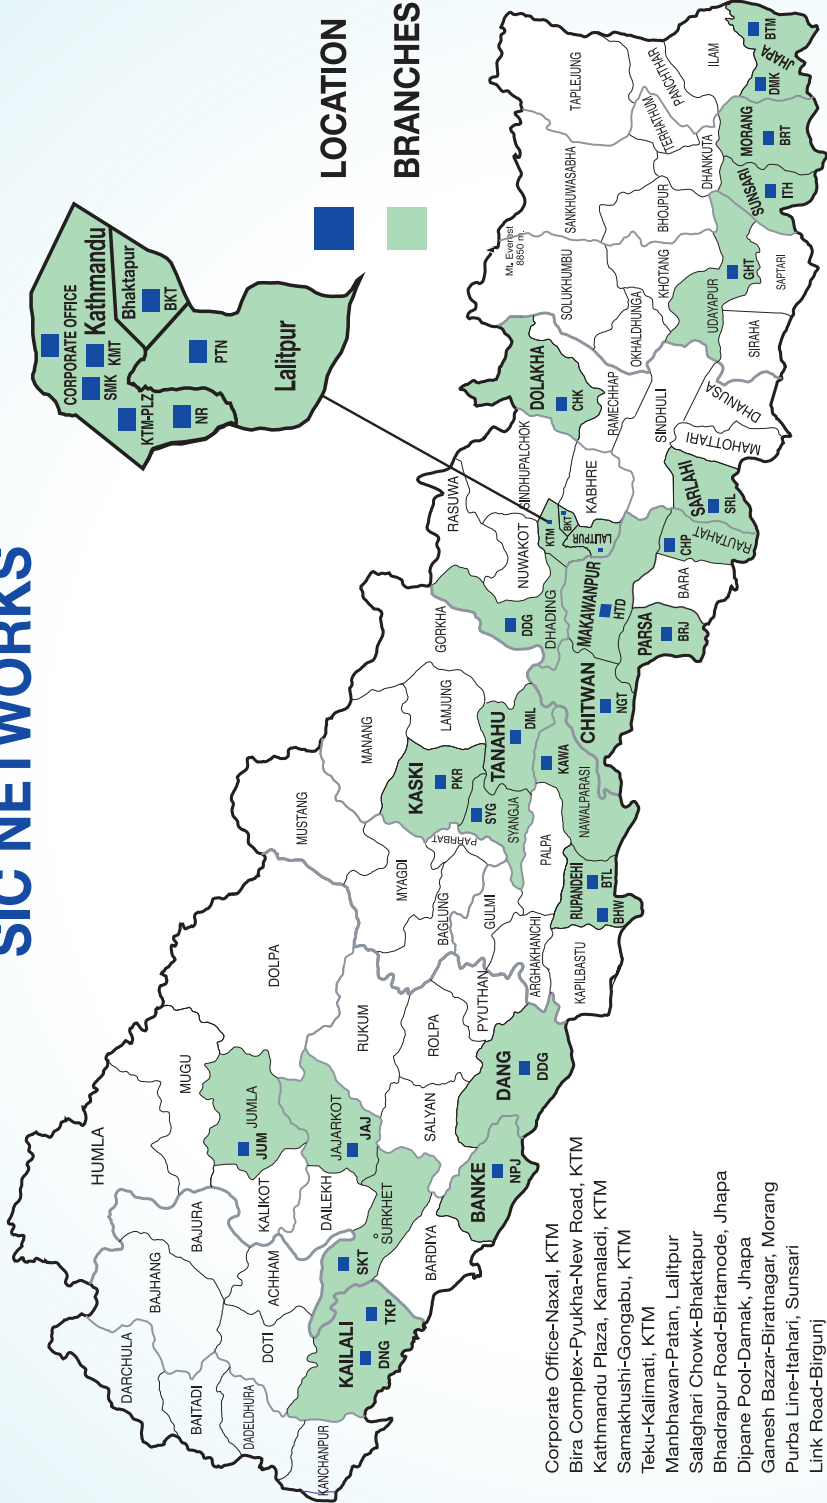 SIC NETWORKS
LOCATION
BRANCHES
CORPORATE OFFICE
SMK
KMT
Kathmandu
KTM-PLZ
NR
Bhaktapur
BKT
PTN
Lalitpur
HUMLA
DARCHULA
BAJHANG
BAJURA
MUGU
BAITADI
DADELDHURA
DOTI
ACHHAM
KALIKOT
JUMLA
JUM
DOLPA
KANCHANPUR
KAILALI
DNG
TKP
SKT
SURKHET
DAILEKH
JAJARKOT
JAJ
RUKUM
BARDIYA
BANKE
NPJ
SALYAN
ROLPA
DANG
DDG
PYUTHAN
MUSTANG
MANANG
MYAGDI
BAGLUNG
PARRBAT
GULMI
ARGHAKHANCHI
KAPILBASTU
KASKI
PKR
LAMJUNG
GORKHA
SYG
SYANGJA
TANAHU
DML
PALPA
RUPANDEHI
BTL
BHW
KAWA
NAWALPARASI
CHITWAN
NGT
RASUWA
NUWAKOT
SINDHUPALCHOK
DDG
DHADING
KTM
BKT
LALITPUR
KABHRE
MAKAWANPUR
HTD
PARSA
BRJ
BARA
CHP
RAUTAHAT
SARLAHI
SRL
DOLAKHA
CHK
RAMECHHAP
SINDHULI
MAHOTTARI
DHANUSA
Mt. Everest
8850 m.
SOLUKHUMBU
OKHALDHUNGA
KHOTANG
UDAYAPUR
GHT
SIRAHA
SAPTARI
SANKHUWASABHA
BHOJPUR
TAPLEJUNG
TERHATHUM
PANCHTHAR
DHANKUTA
ILAM
SUNSARI
ITH
MORANG
BRT
JHAPA
DMK
BTM
Corporate Office-Naxal, KTM
Bira Complex-Pyukha-New Road, KTM
Kathmandu Plaza, Kamaladi, KTM
Samakhushi-Gongabu, KTM
Teku-Kalimati, KTM
Manbhawan-Patan, Lalitpur
Salaghari Chowk-Bhaktapur
Bhadrapur Road-Birtamode, Jhapa
Dipane Pool-Damak, Jhapa
Ganesh Bazar-Biratnagar, Morang
Purba Line-Itahari, Sunsari
Link Road-Birgunj